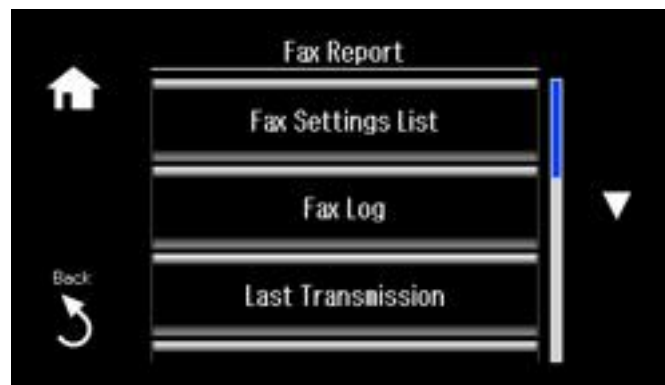 Fax Report
Fax Settings List
Fax Log
Last Transmission
Back